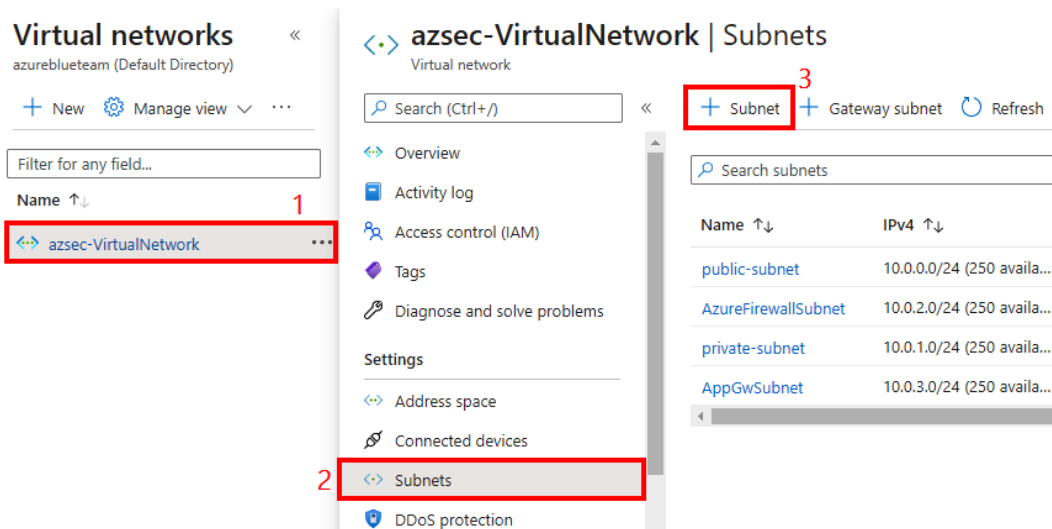 Virtual networks «
azureblueteam (Default Directory)
+ New Manage view ···
Filter for any field...
Name ↑↓
1
azsec-VirtualNetwork ···
azsec-VirtualNetwork | Subnets
Virtual network
Search (Ctrl+/) «
Overview
Activity log
Access control (IAM)
Tags
Diagnose and solve problems
Settings
Address space
Connected devices
2
Subnets
DDoS protection
3
+ Subnet + Gateway subnet Refresh
Search subnets
Name ↑↓ IPv4 ↑↓
public-subnet 10.0.0.0/24 (250 availa...
AzureFirewallSubnet 10.0.2.0/24 (250 availa...
private-subnet 10.0.1.0/24 (250 availa...
AppGwSubnet 10.0.3.0/24 (250 availa...